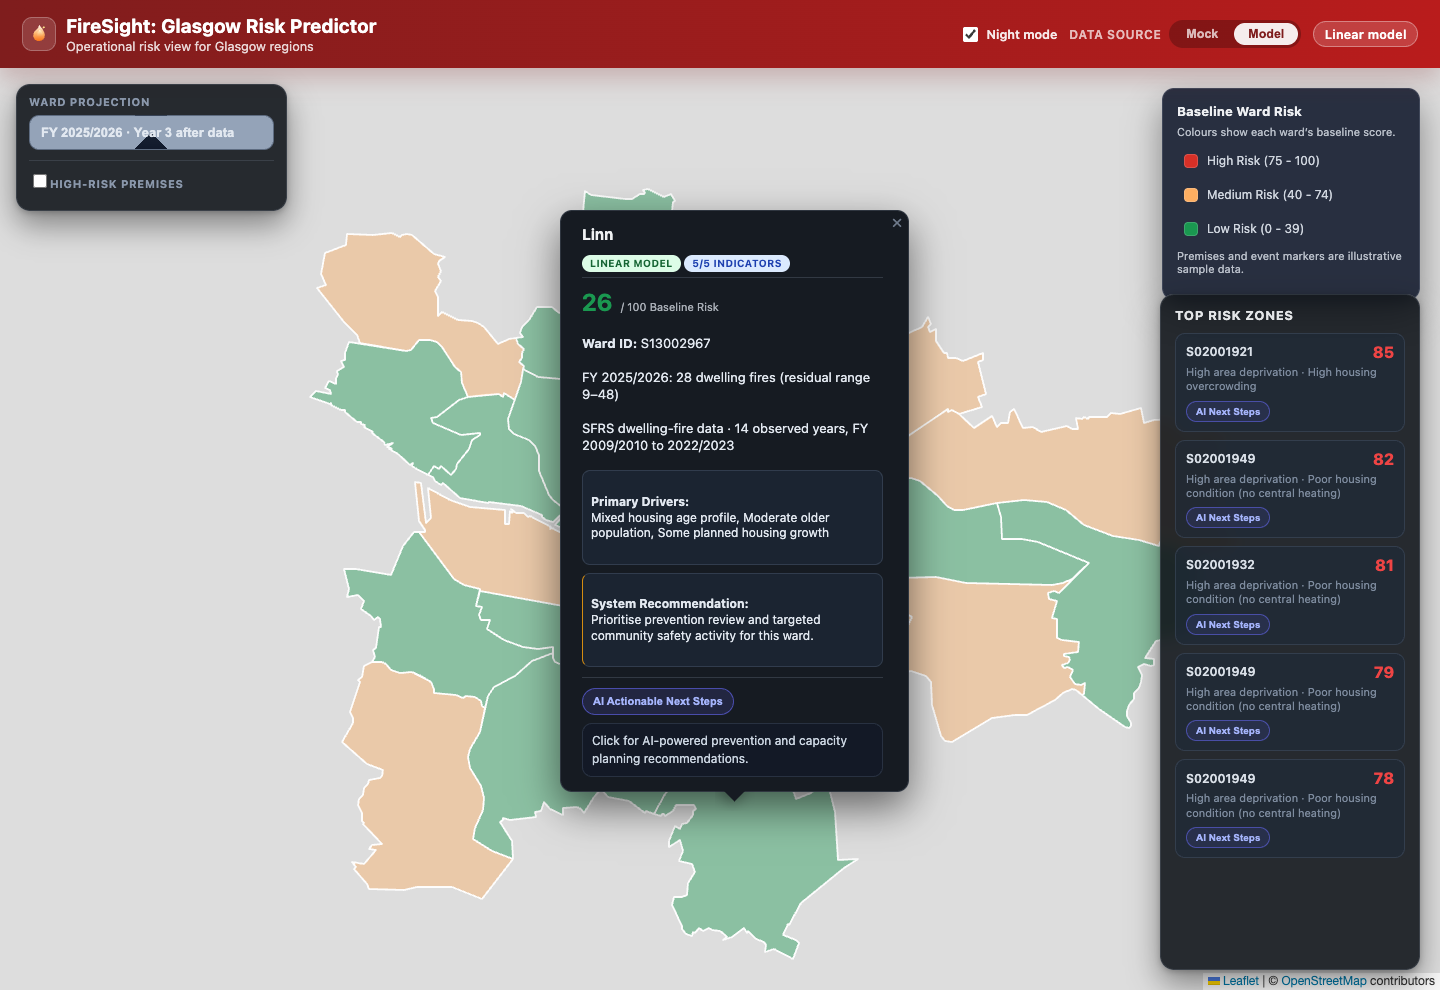 FireSight: Glasgow Risk Predictor
Operational risk view for Glasgow regions
Night mode
DATA SOURCE
Mock
Model
Linear model
WARD PROJECTION
FY 2025/2026 · Year 3 after data
HIGH-RISK PREMISES
Linn
×
LINEAR MODEL
5/5 INDICATORS
26 / 100 Baseline Risk
Ward ID: S13002967
FY 2025/2026: 28 dwelling fires (residual range
9–48)
SFRS dwelling-fire data · 14 observed years, FY
2009/2010 to 2022/2023
Primary Drivers:
Mixed housing age profile, Moderate older
population, Some planned housing growth
System Recommendation:
Prioritise prevention review and targeted
community safety activity for this ward.
AI Actionable Next Steps
Click for AI-powered prevention and capacity
planning recommendations.
Baseline Ward Risk
Colours show each ward's baseline score.
High Risk (75 - 100)
Medium Risk (40 - 74)
Low Risk (0 - 39)
Premises and event markers are illustrative
sample data.
TOP RISK ZONES
S02001921 85
High area deprivation · High housing
overcrowding
AI Next Steps
S02001949 82
High area deprivation · Poor housing
condition (no central heating)
AI Next Steps
S02001932 81
High area deprivation · Poor housing
condition (no central heating)
AI Next Steps
S02001949 79
High area deprivation · Poor housing
condition (no central heating)
AI Next Steps
S02001949 78
High area deprivation · Poor housing
condition (no central heating)
AI Next Steps
Leaflet | © OpenStreetMap contributors